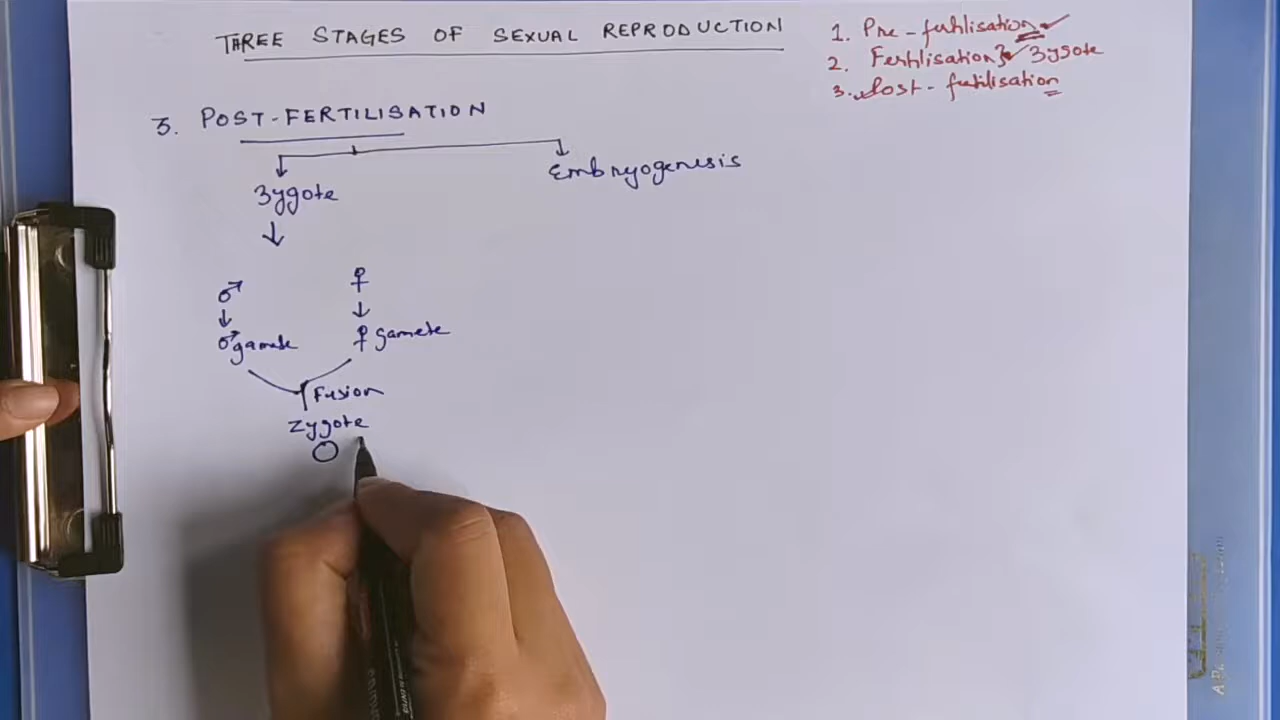 THREE STAGES OF SEXUAL REPRODUCTION
1. Pre-fertilisation ✓
2. Fertilisation } ✓ Zygote
3. Post-fertilisation
3. POST-FERTILISATION
Zygote
Embryogenesis
♂ ♀
♂ gamete ♀ gamete
Fusion
Zygote